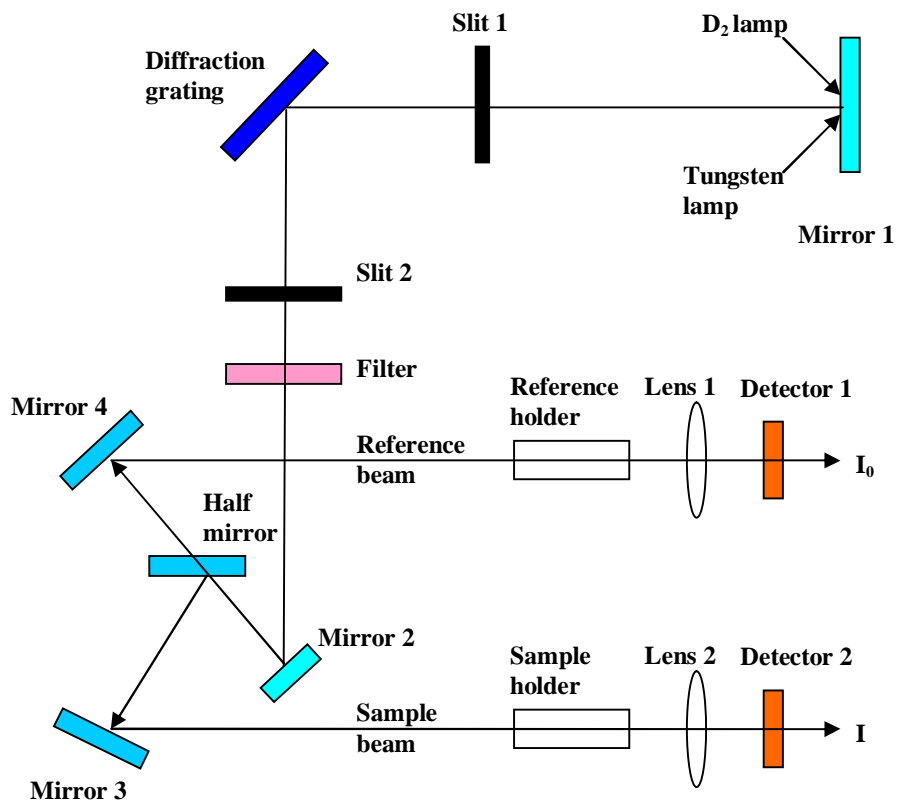 Slit 1
D₂ lamp
Diffraction
grating
Tungsten
lamp
Mirror 1
Slit 2
Filter
Mirror 4
Reference
holder
Lens 1
Detector 1
Reference
beam
I₀
Half
mirror
Mirror 2
Sample
holder
Lens 2
Detector 2
Sample
beam
I
Mirror 3